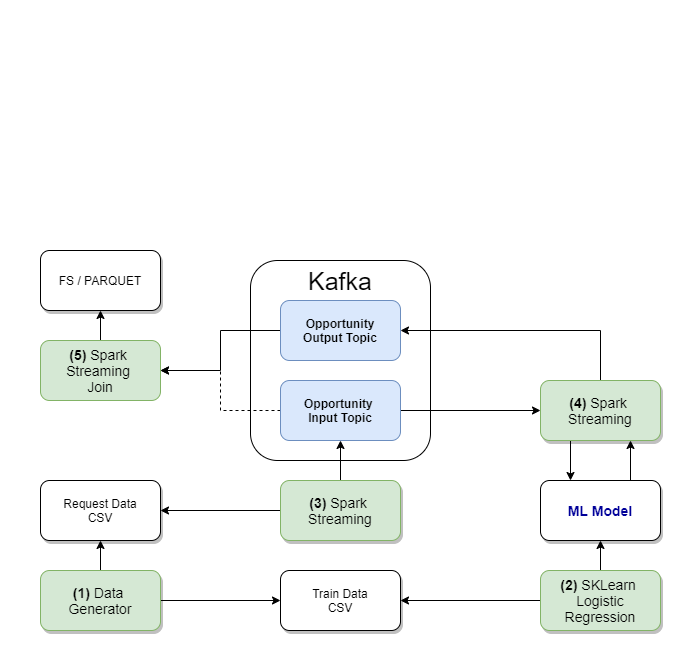 Kafka
FS / PARQUET
Opportunity
Output Topic
(5) Spark
Streaming
Join
Opportunity
Input Topic
(4) Spark
Streaming
Request Data
CSV
(3) Spark
Streaming
ML Model
(1) Data
Generator
Train Data
CSV
(2) SKLearn
Logistic
Regression